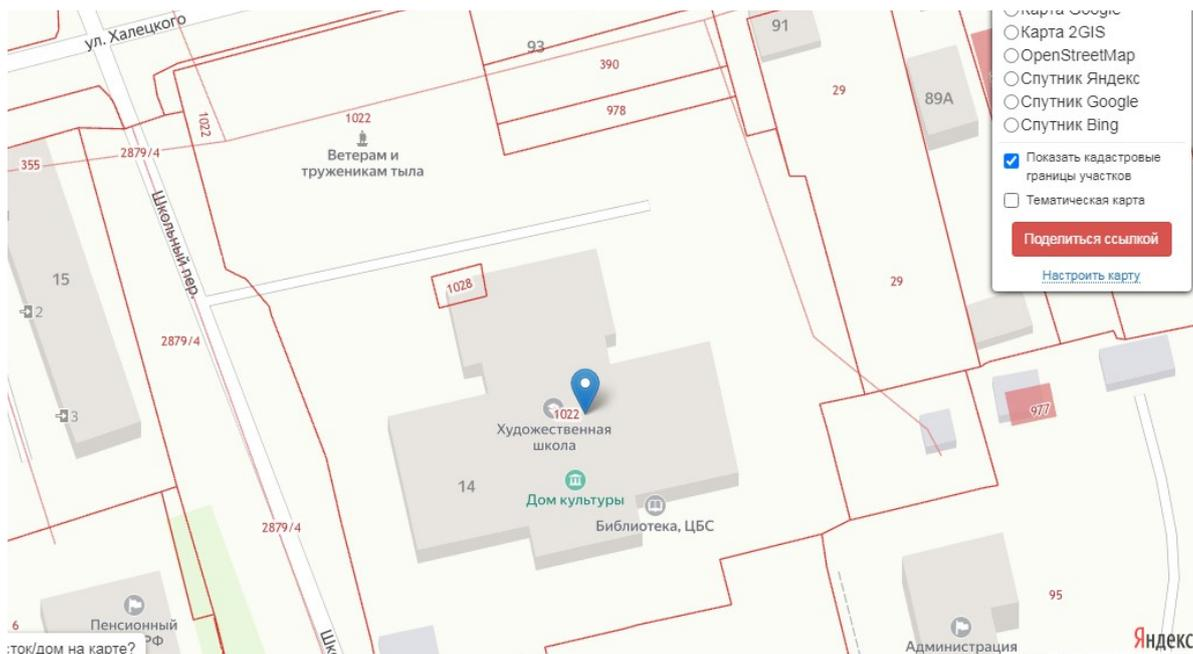 ул. Халецкого
93
91
390
978
29
89А
1022
1022
Ветерам и
труженикам тыла
2879/4
355
Школьный пер.
15
2
3
2879/4
2879/4
1028
29
1022
Художественная
школа
14
Дом культуры
Библиотека, ЦБС
977
95
Администрация
Пенсионный
РФ
6
сток/дом на карте?
Карта Google
Карта 2GIS
OpenStreetMap
Спутник Яндекс
Спутник Google
Спутник Bing
Показать кадастровые
границы участков
Тематическая карта
Поделиться ссылкой
Настроить карту
Яндекс